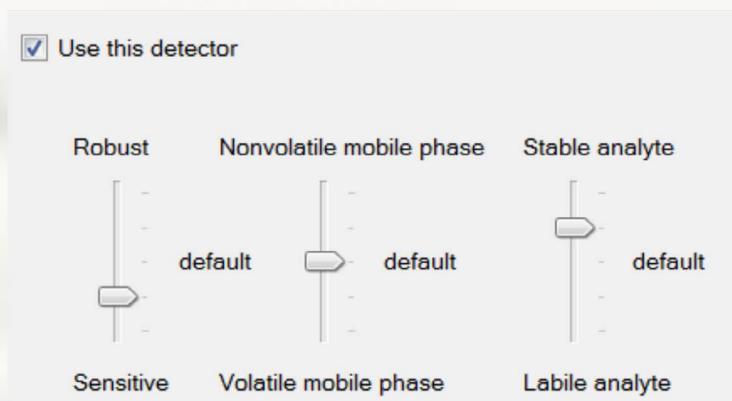 Use this detector
Robust Nonvolatile mobile phase Stable analyte
default default default
Sensitive Volatile mobile phase Labile analyte